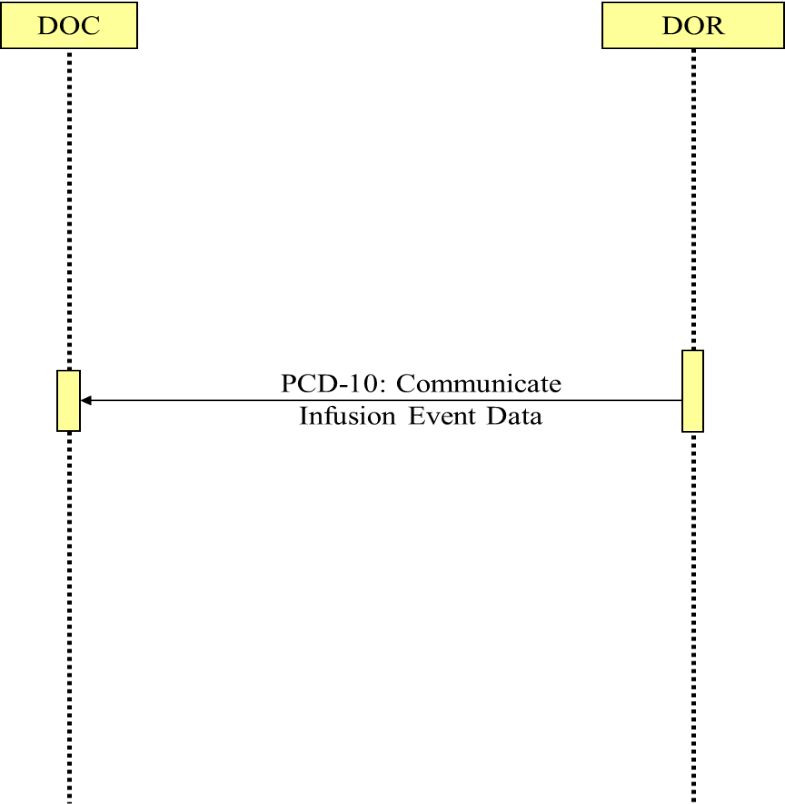 DOC
DOR
PCD-10: Communicate
Infusion Event Data